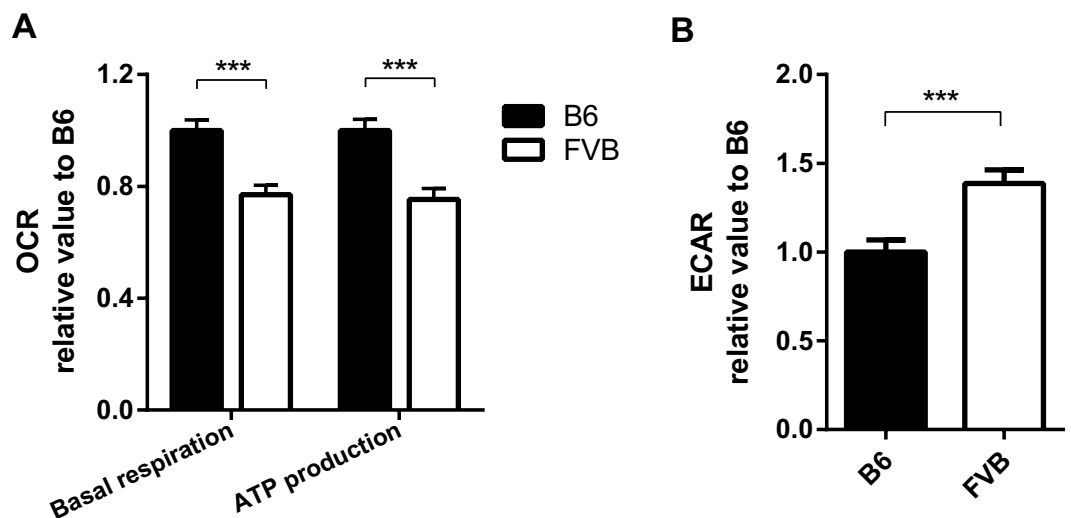 A
OCR
relative value to B6
1.2
0.8
0.4
0.0
***
***
Basal respiration
ATP production
B6
FVB
B
ECAR
relative value to B6
2.0
1.5
1.0
0.5
0.0
***
B6
FVB